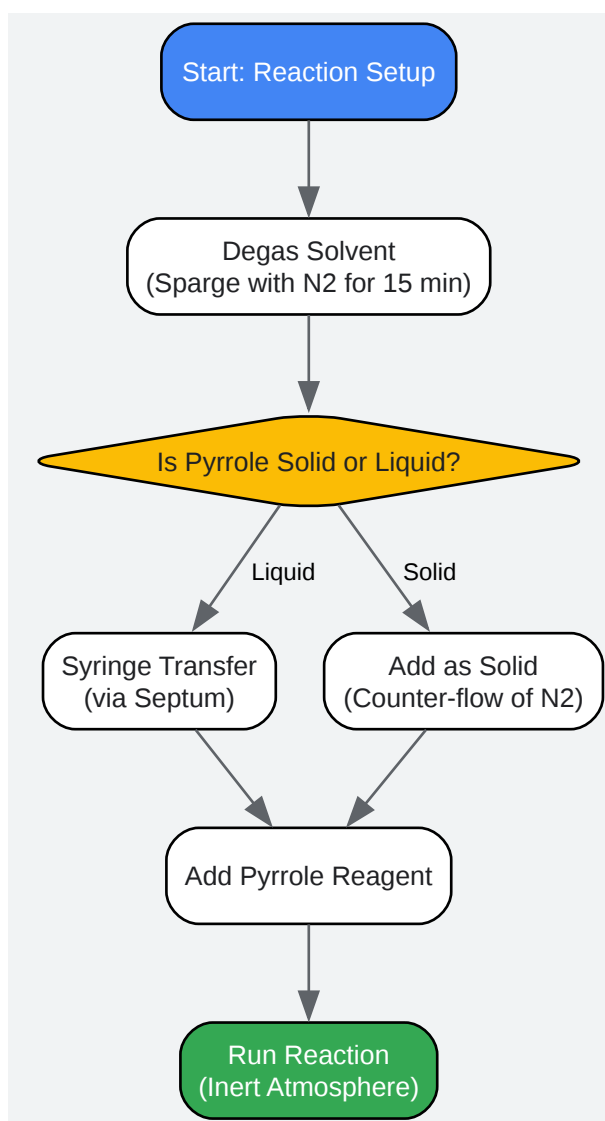 Start: Reaction Setup
Degas Solvent
(Sparge with N2 for 15 min)
Is Pyrrole Solid or Liquid?
Liquid
Solid
Syringe Transfer
(via Septum)
Add as Solid
(Counter-flow of N2)
Add Pyrrole Reagent
Run Reaction
(Inert Atmosphere)